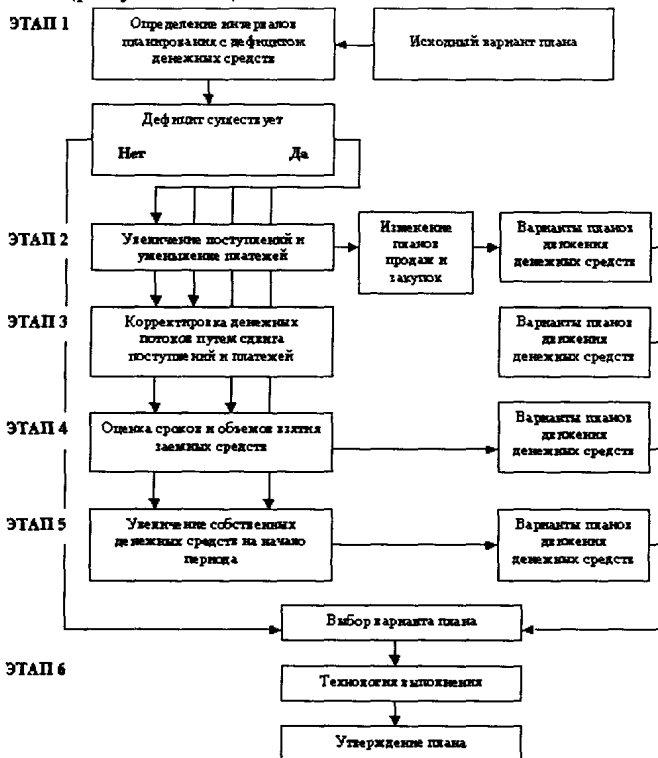 ЭТАП 1
Определение интервалов
планирования с дефицитом
денежных средств
Исходный вариант плана
Дефицит существует
Нет
Да
ЭТАП 2
Увеличение поступлений и
уменьшение платежей
Изменение
планов
продаж и
закупок
Варианты планов
движения
денежных средств
ЭТАП 3
Корректировка денежных
потоков путем сдвига
поступлений и платежей
Варианты планов
движения
денежных средств
ЭТАП 4
Оценка сроков и объемов взятия
заемных средств
Варианты планов
движения
денежных средств
ЭТАП 5
Увеличение собственных
денежных средств на начало
периода
Варианты планов
движения
денежных средств
Выбор варианта плана
ЭТАП 6
Технология выполнения
Утверждение плана